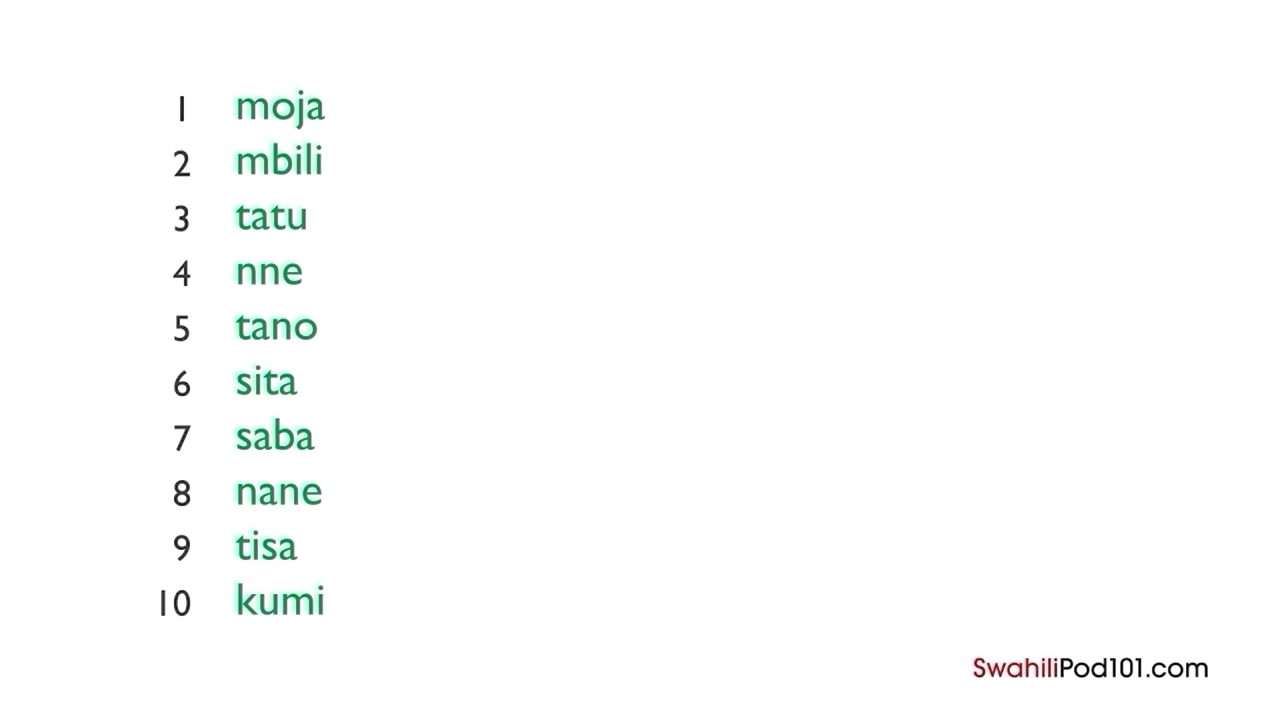 1 moja
2 mbili
3 tatu
4 nne
5 tano
6 sita
7 saba
8 nane
9 tisa
10 kumi
SwahiliPod101.com